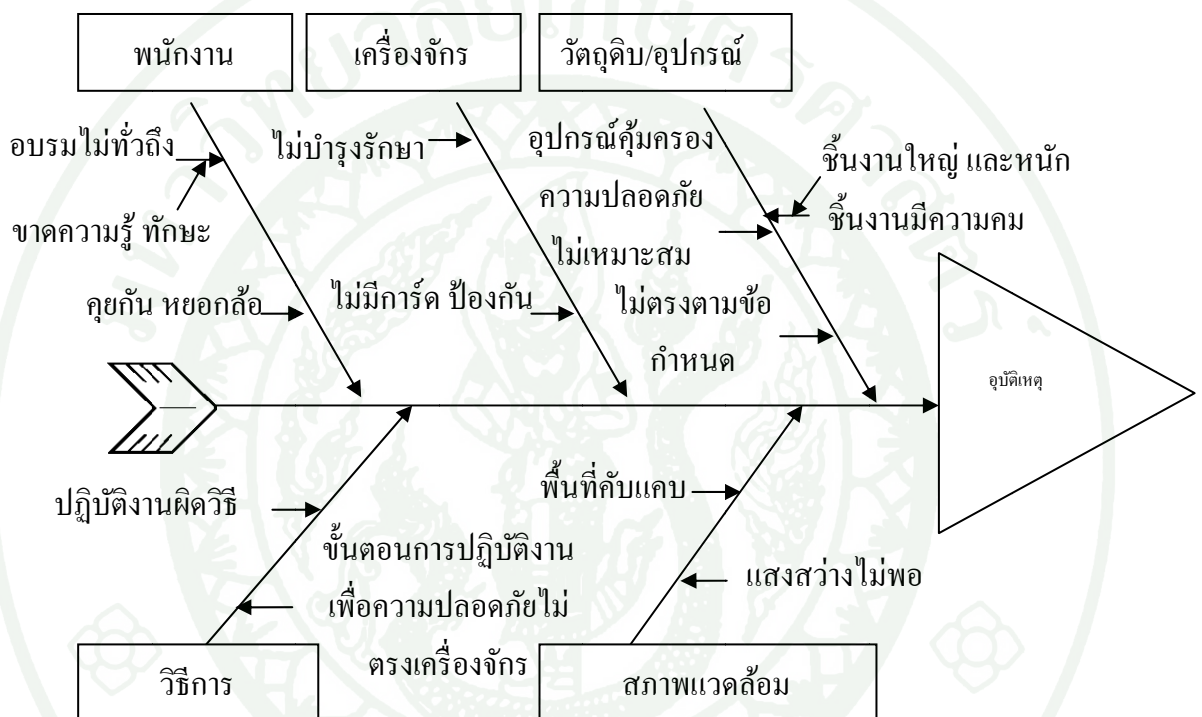 พนักงาน
เครื่องจักร
วัตถุดิบ/อุปกรณ์
อบรมไม่ทั่วถึง
ขาดความรู้ ทักษะ
คุยกัน หยอกล้อ
ไม่บำรุงรักษา
ไม่มีการ์ด ป้องกัน
อุปกรณ์คุ้มครอง
ความปลอดภัย
ไม่เหมาะสม
ไม่ตรงตามข้อ
กำหนด
ชิ้นงานใหญ่ และหนัก
ชิ้นงานมีความคม
อุบัติเหตุ
ปฏิบัติงานผิดวิธี
ขั้นตอนการปฏิบัติงาน
เพื่อความปลอดภัยไม่
ตรงเครื่องจักร
พื้นที่คับแคบ
แสงสว่างไม่พอ
วิธีการ
สภาพแวดล้อม